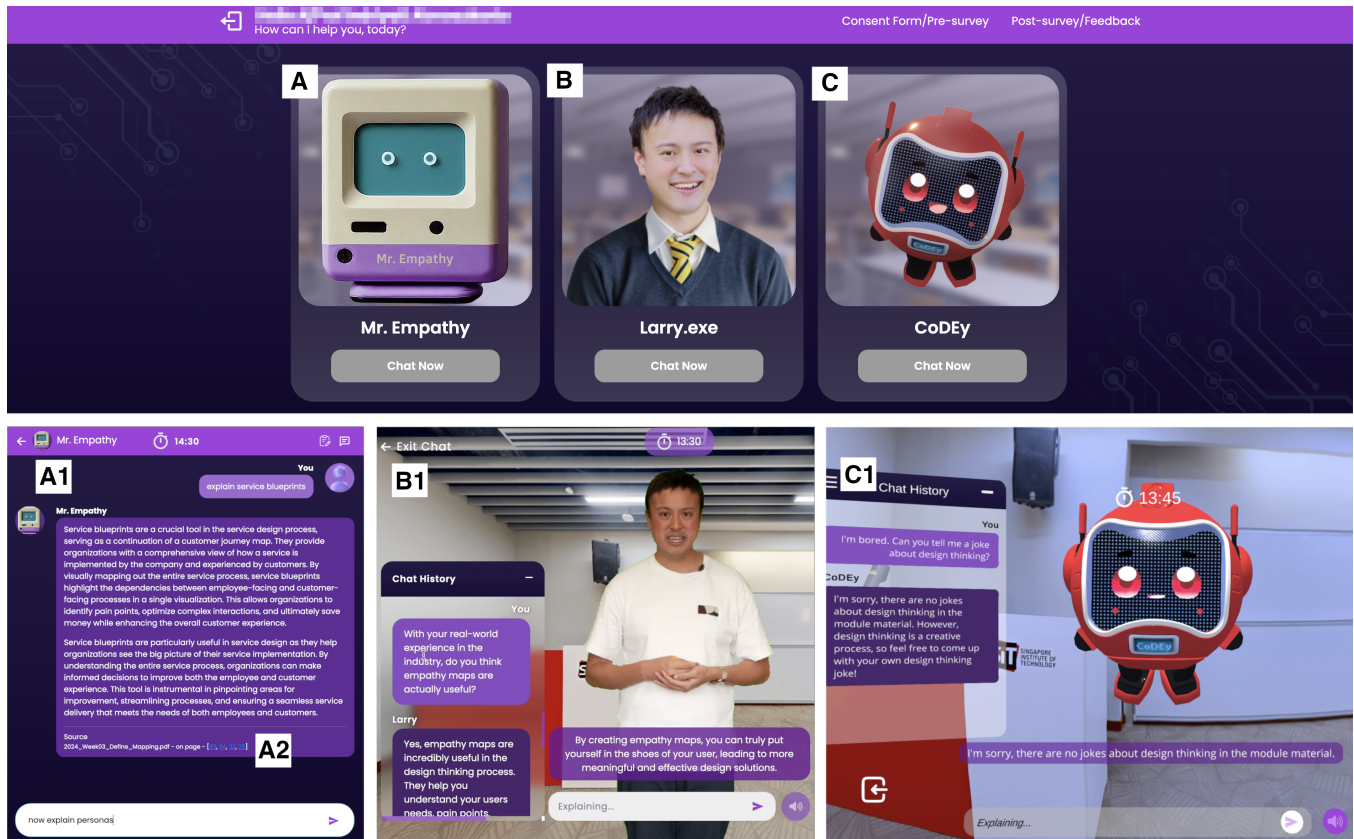 How can I help you, today?
Consent Form/Pre-survey
Post-survey/Feedback
A
B
C
Mr. Empathy
CoDEy
Mr. Empathy
Larry.exe
CoDEy
Chat Now
Chat Now
Chat Now
Mr. Empathy
14:30
A1
You
explain service blueprints
Mr. Empathy
Service blueprints are a crucial tool in the service design process,
serving as a continuation of a customer journey map. They provide
organizations with a comprehensive view of how a service is
implemented by the company and experienced by customers. By
visually mapping out the entire service process, service blueprints
highlight the dependencies between employee-facing and customer-
facing processes in a single visualization. This allows organizations to
identify pain points, optimize complex interactions, and ultimately save
money while enhancing the overall customer experience.
Service blueprints are particularly useful in service design as they help
organizations see the big picture of their service implementation. By
understanding the entire service process, organizations can make
informed decisions to improve both the employee and customer
experience. This tool is instrumental in pinpointing areas for
improvement, streamlining processes, and ensuring a seamless service
delivery that meets the needs of both employees and customers.
Source
2024_Week03_Define_Mapping.pdf - on page - [
A2
now explain personas
Exit Chat
13:30
B1
Chat History
You
With your real-world
experience in the
industry, do you think
empathy maps are
actually useful?
Larry
Yes, empathy maps are
incredibly useful in the
design thinking process.
They help you
understand your users
needs, pain points,
By creating empathy maps, you can truly put
yourself in the shoes of your user, leading to more
meaningful and effective design solutions.
Explaining...
C1
Chat History
13:45
You
I'm bored. Can you tell me a joke
about design thinking?
CoDEy
I'm sorry, there are no jokes
about design thinking in the
module material. However,
design thinking is a creative
process, so feel free to come up
with your own design thinking
joke!
CoDEy
SINGAPORE
INSTITUTE OF
TECHNOLOGY
I'm sorry, there are no jokes about design thinking in the module material.
Explaining...